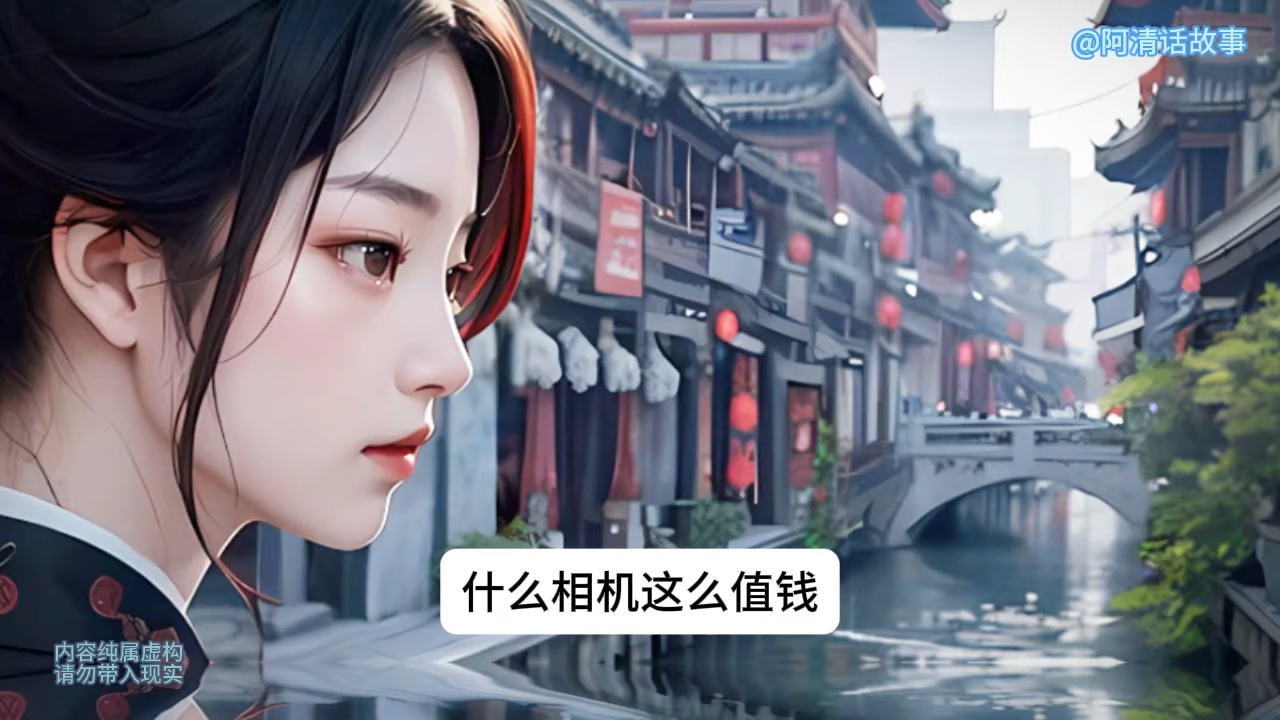 @阿清话故事
什么相机这么值钱
内容纯属虚构
请勿带入现实